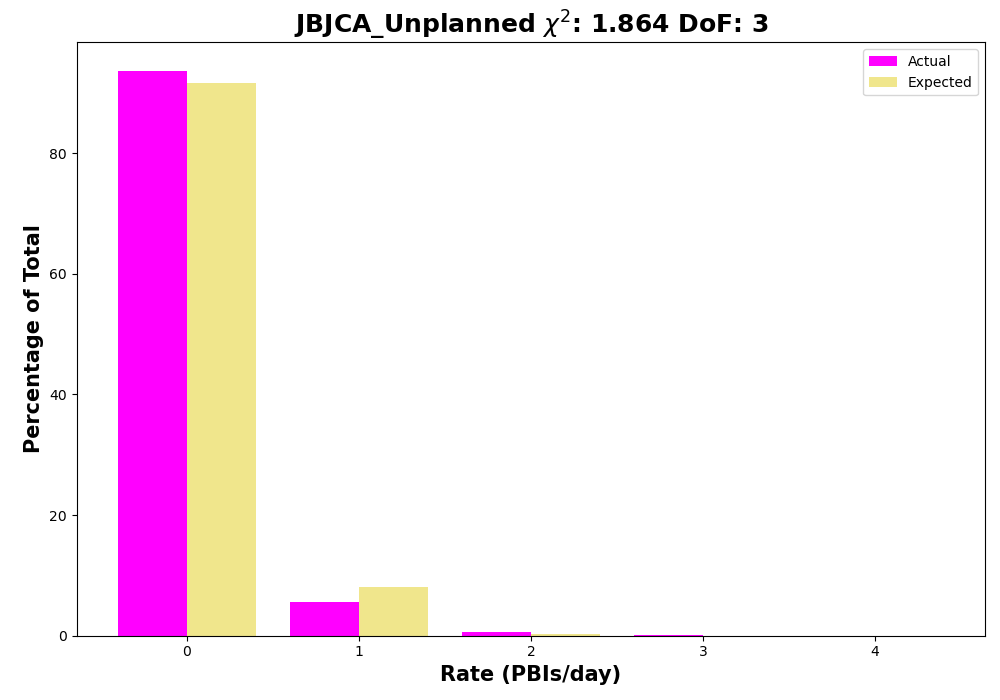 JBJCA_Unplanned χ²: 1.864 DoF: 3
Actual
Expected
Percentage of Total
80
60
40
20
0
0 1 2 3 4
Rate (PBIs/day)